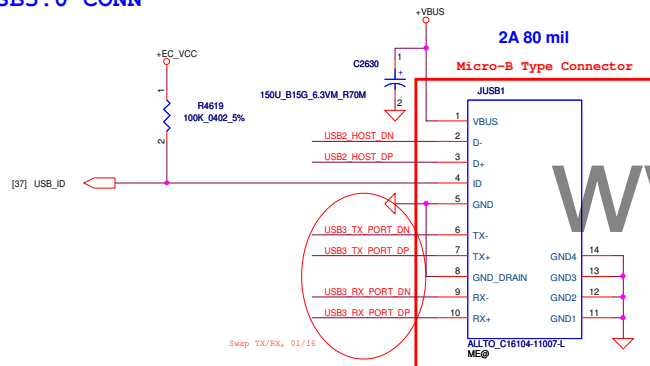 SB3.0 CONN
+VBUS
2A 80 mil
Micro-B Type Connector
+EC_VCC
C2630
1
+
2
150U_B15G_6.3VM_R70M
1
R4619
100K_0402_5%
2
[37] USB_ID
JUSB1
1 VBUS
USB2_HOST_DN 2 D-
USB2_HOST_DP 3 D+
4 ID
5 GND
USB3_TX_PORT_DN 6 TX-
USB3_TX_PORT_DP 7 TX+ GND4 14
8 GND_DRAIN GND3 13
USB3_RX_PORT_DN 9 RX- GND2 12
USB3_RX_PORT_DP 10 RX+ GND1 11
Swap TX/RX, 01/16
ALLTO_C16104-11007-L
ME@